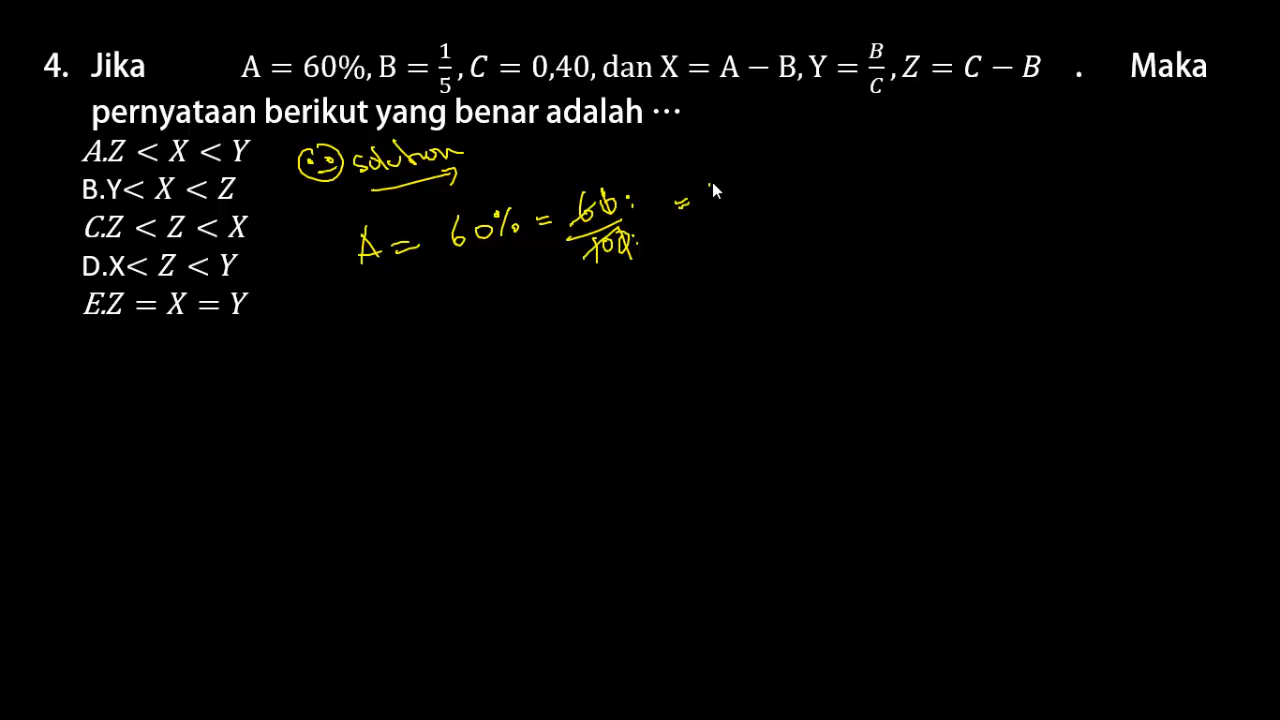 4. Jika A = 60%, B = 1/5, C = 0,40, dan X = A − B, Y = B/C, Z = C − B . Maka
pernyataan berikut yang benar adalah ⋯
A.Z < X < Y
B.Y< X < Z
C.Z < Z < X
D.X< Z < Y
E.Z = X = Y
solution
A = 60% = 60/100 =